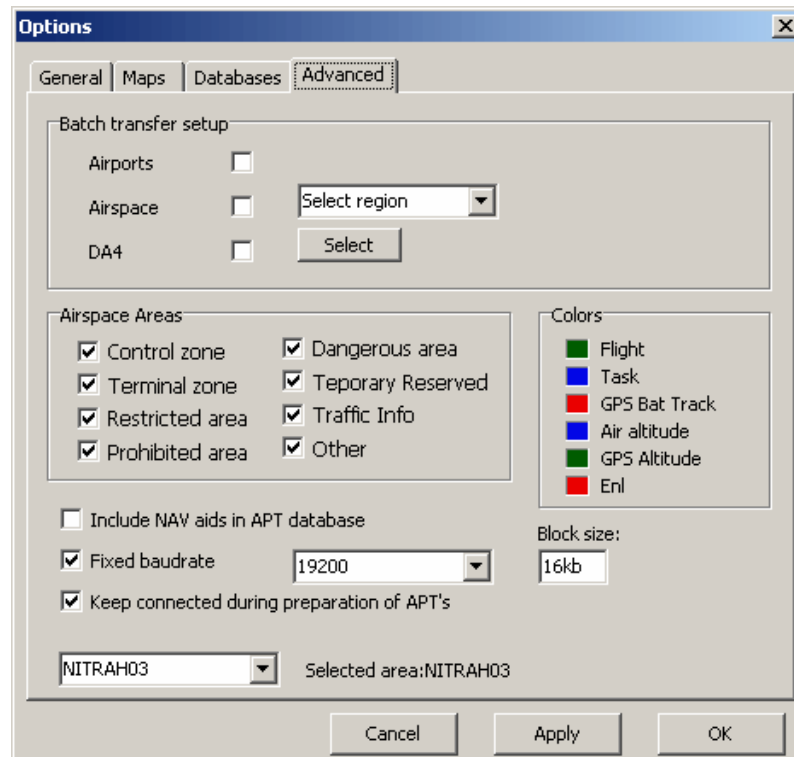 Options
General Maps Databases Advanced
Batch transfer setup
Airports
Airspace Select region
DA4 Select
Airspace Areas
Control zone Dangerous area
Terminal zone Teporary Reserved
Restricted area Traffic Info
Prohibited area Other
Colors
Flight
Task
GPS Bat Track
Air altitude
GPS Altitude
Enl
Include NAV aids in APT database
Fixed baudrate 19200
Block size:
16kb
Keep connected during preparation of APT's
NITRAH03 Selected area:NITRAH03
Cancel Apply OK